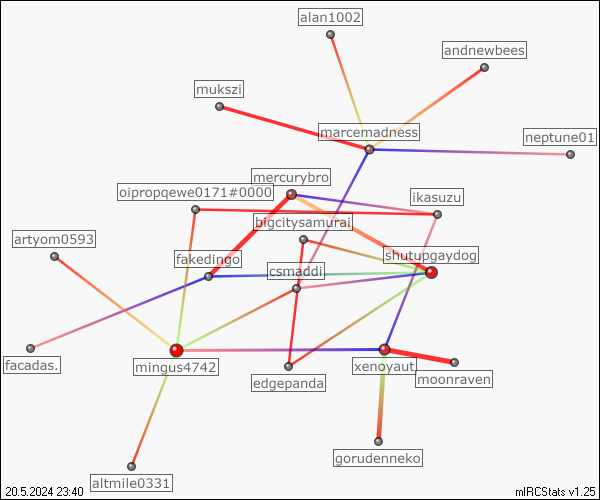 alan1002
andnewbees
mukszi
marcemadness
neptune01
mercurybro
oipropqewe0171#0000
ikasuzu
bigcitysamurai
artyom0593
fakedingo
shutupgaydog
csmaddi
facadas.
mingus4742
xenoyaut
moonraven
edgepanda
gorudenneko
altmile0331
20.5.2024 23:40
mIRCStats v1.25